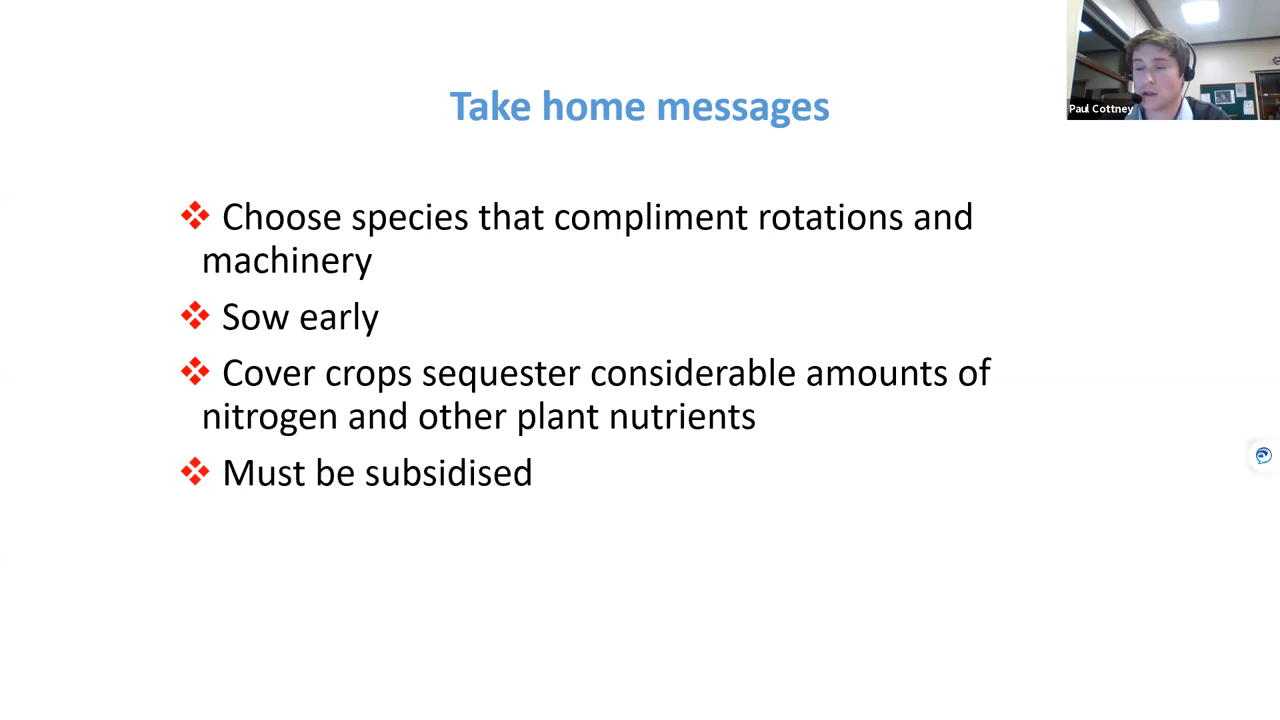 Take home messages
Paul Cottney
Choose species that compliment rotations and
machinery
Sow early
Cover crops sequester considerable amounts of
nitrogen and other plant nutrients
Must be subsidised